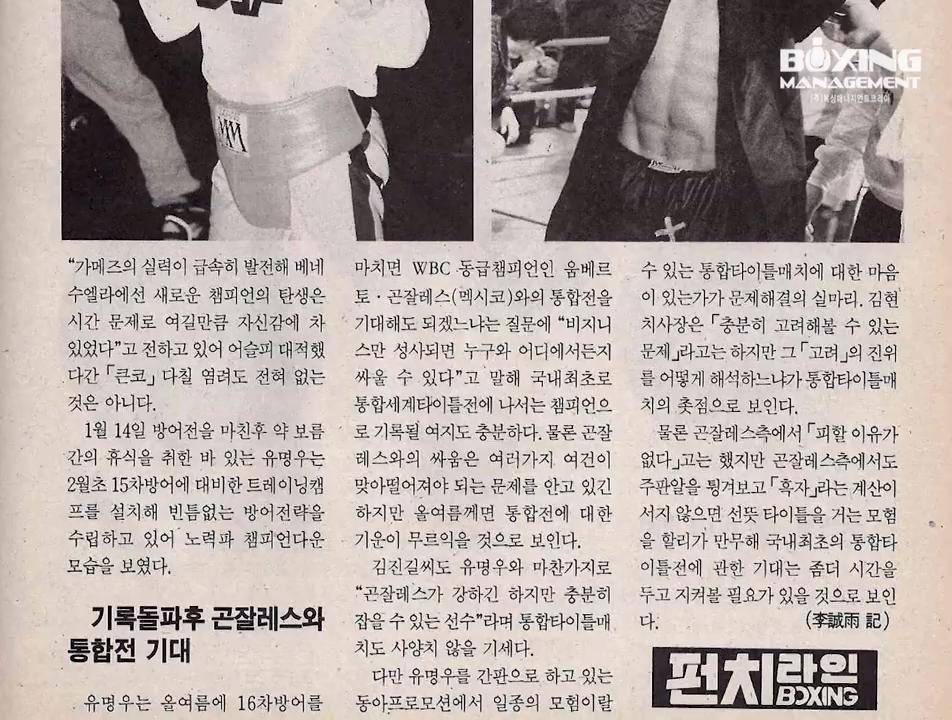 BOXING
MANAGEMENT
(주)복싱매니지먼트코리아
“가메즈의 실력이 급속히 발전해 베네
수엘라에선 새로운 챔피언의 탄생은
시간 문제로 여길만큼 자신감에 차
있었다”고 전하고 있어 어슬피 대적했
다간 「큰코」 다칠 염려도 전혀 없는
것은 아니다.
1월 14일 방어전을 마친후 약 보름
간의 휴식을 취한 바 있는 유명우는
2월초 15차방어에 대비한 트레이닝캠
프를 설치해 빈틈없는 방어전략을
수립하고 있어 노력파 챔피언다운
모습을 보였다.
기록돌파후 곤잘레스와
통합전 기대
유명우는 올여름에 16차방어를
마치면 WBC 동급챔피언인 움베르
토·곤잘레스(멕시코)와의 통합전을
기대해도 되겠느냐는 질문에 “비지니
스만 성사되면 누구와 어디에서든지
싸울 수 있다”고 말해 국내최초로
통합세계타이틀전에 나서는 챔피언으
로 기록될 여지도 충분하다. 물론 곤잘
레스와의 싸움은 여러가지 여건이
맞아떨어져야 되는 문제를 안고 있긴
하지만 올여름께면 통합전에 대한
기운이 무르익을 것으로 보인다.
김진길씨도 유명우와 마찬가지로
“곤잘레스가 강하긴 하지만 충분히
잡을 수 있는 선수”라며 통합타이틀매
치도 사양치 않을 기세다.
다만 유명우를 간판으로 하고 있는
동아프로모션에서 일종의 모험이랄
수 있는 통합타이틀매치에 대한 마음
이 있는가가 문제해결의 실마리. 김현
치사장은 「충분히 고려해볼 수 있는
문제」라고는 하지만 그 「고려」의 진위
를 어떻게 해석하느냐가 통합타이틀매
치의 촛점으로 보인다.
물론 곤잘레스측에서 「피할 이유가
없다」고는 했지만 곤잘레스측에서도
주판알을 튕겨보고 「흑자」라는 계산이
서지 않으면 선뜻 타이틀을 거는 모험
을 할리가 만무해 국내최초의 통합타
이틀전에 관한 기대는 좀더 시간을
두고 지켜볼 필요가 있을 것으로 보인
다. (李誠雨 記)
펀치라인
BOXING